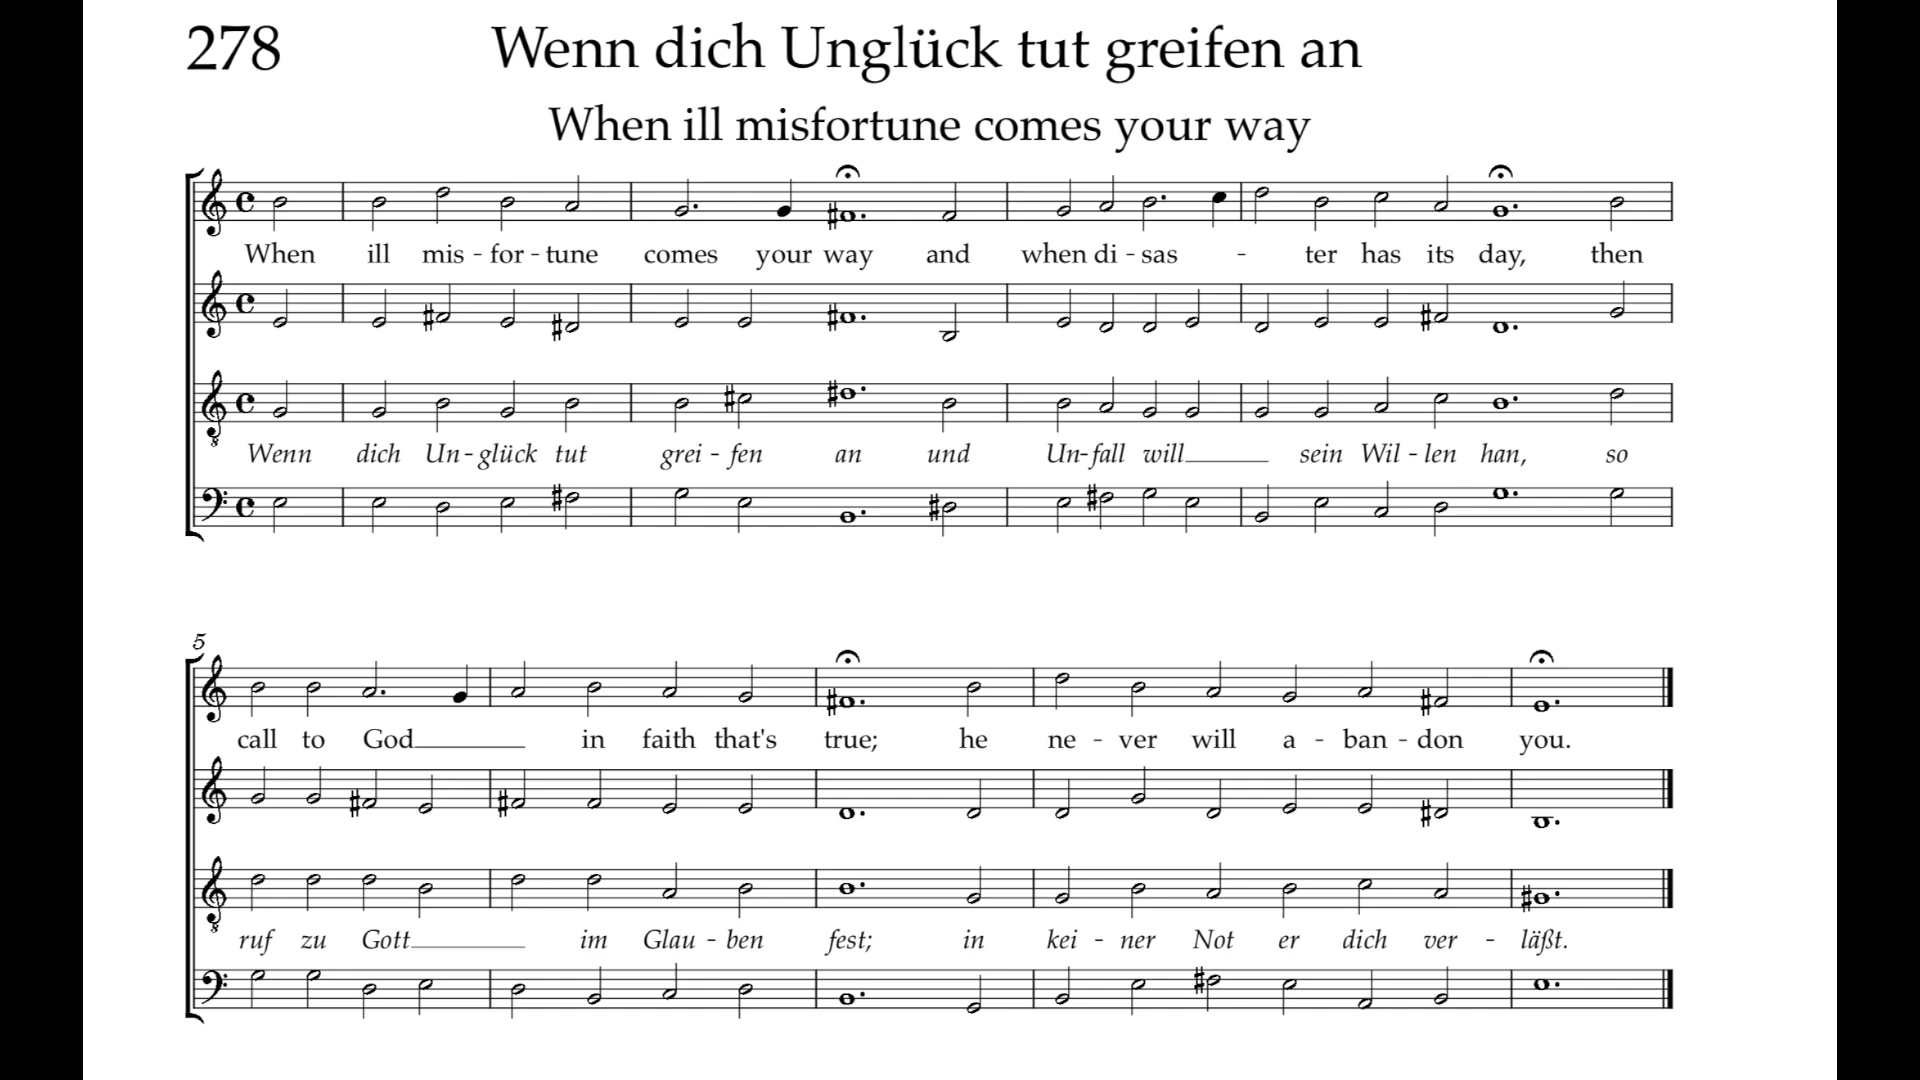 278
Wenn dich Unglück tut greifen an
When ill misfortune comes your way
When ill mis - for - tune comes your way and when di - sas - ter has its day, then
Wenn dich Un - glück tut grei - fen an und Un - fall will sein Wil - len han, so
5
call to God in faith that's true; he ne - ver will a - ban - don you.
ruf zu Gott im Glau - ben fest; in kei - ner Not er dich ver - läßt.